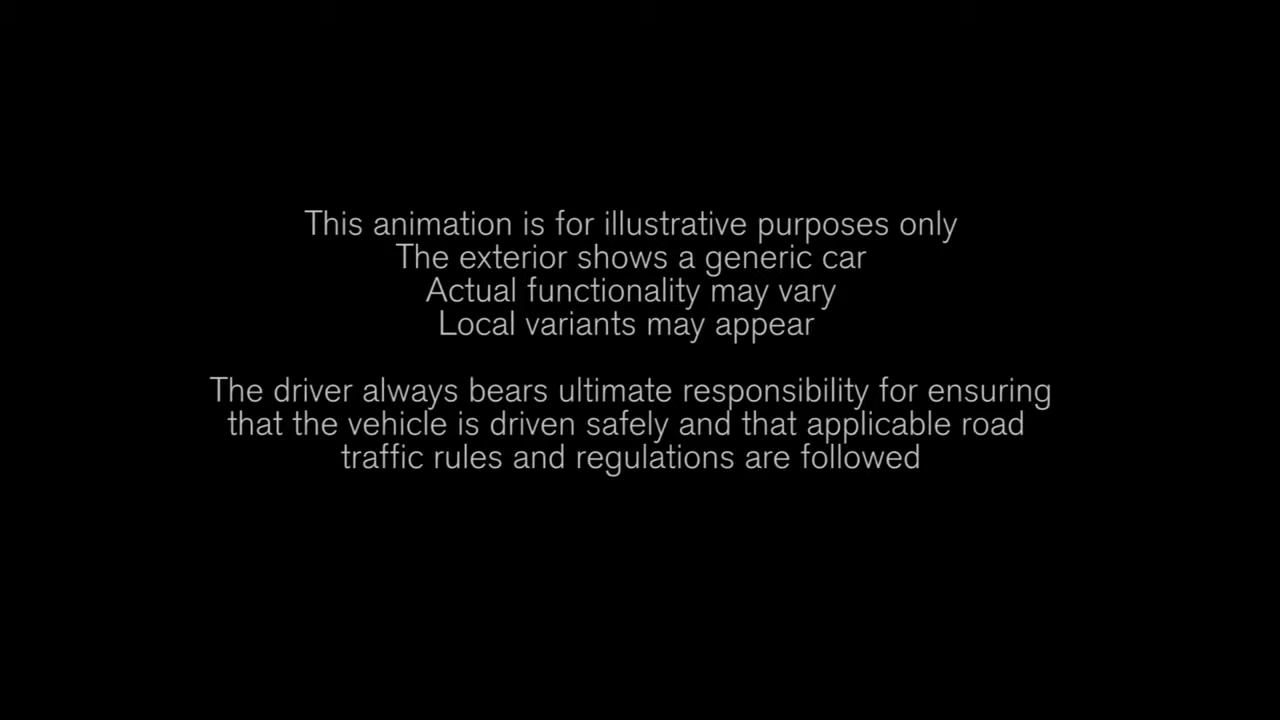 This animation is for illustrative purposes only
The exterior shows a generic car
Actual functionality may vary
Local variants may appear
The driver always bears ultimate responsibility for ensuring
that the vehicle is driven safely and that applicable road
traffic rules and regulations are followed